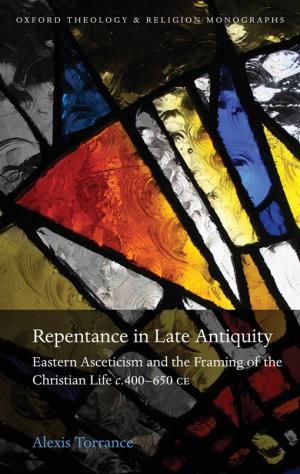 OXFORD THEOLOGY & RELIGION MONOGRAPHS
Repentance in Late Antiquity
Eastern Asceticism and the Framing of the
Christian Life c.400–650 CE
Alexis Torrance